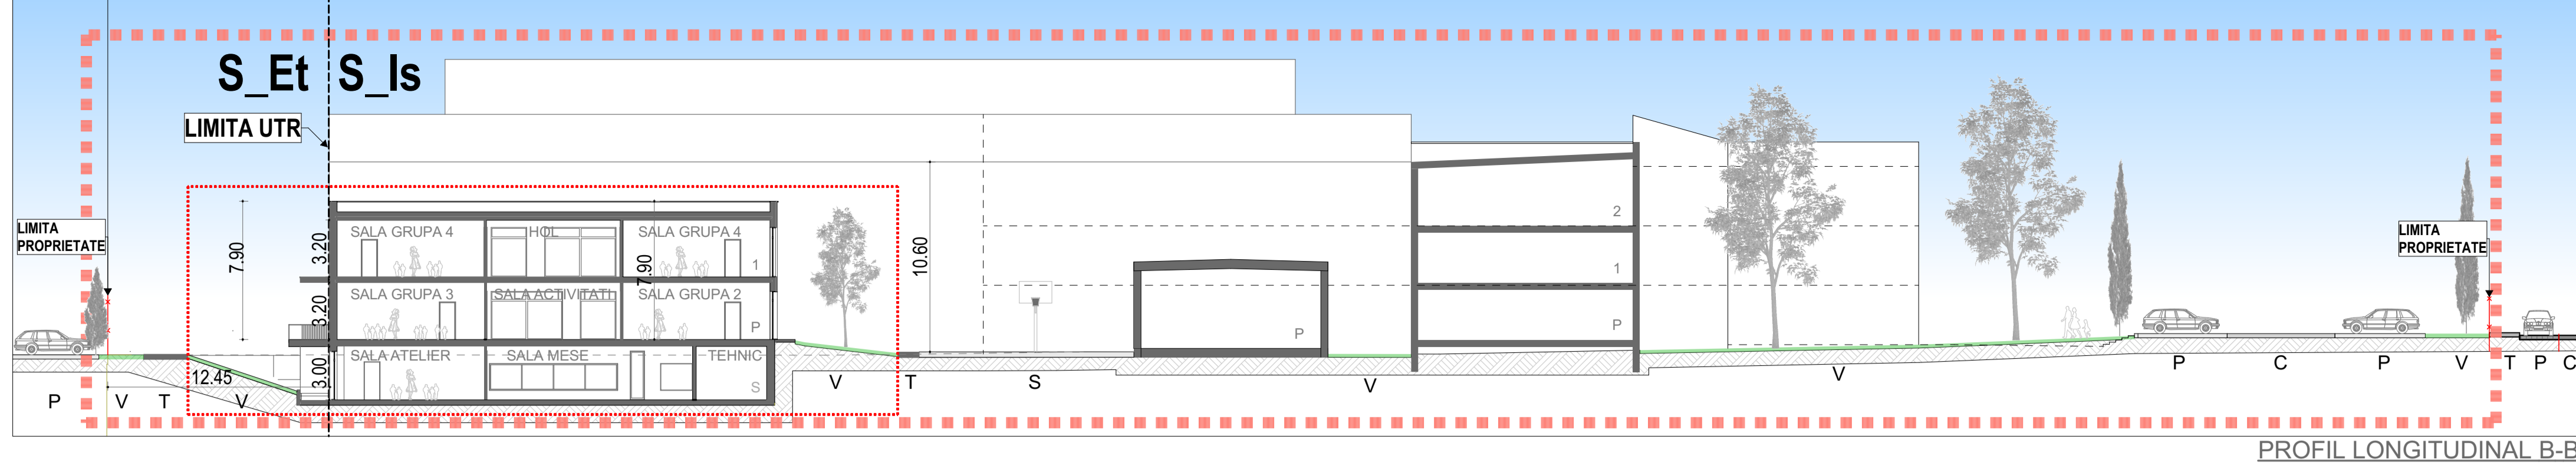 S_Et S_Is
LIMITA UTR
LIMITA
PROPRIETATE
LIMITA
PROPRIETATE
7.90
3.20
SALA GRUPA 4
HOL
SALA GRUPA 4
1
7.90
3.20
SALA GRUPA 3
SALA ACTIVITATI
SALA GRUPA 2
P
3.00
SALA ATELIER
SALA MESE
TEHNIC
S
12.45
10.60
P
2
1
P
P V T V V T S V V P C P V T P C
PROFIL LONGITUDINAL B-B